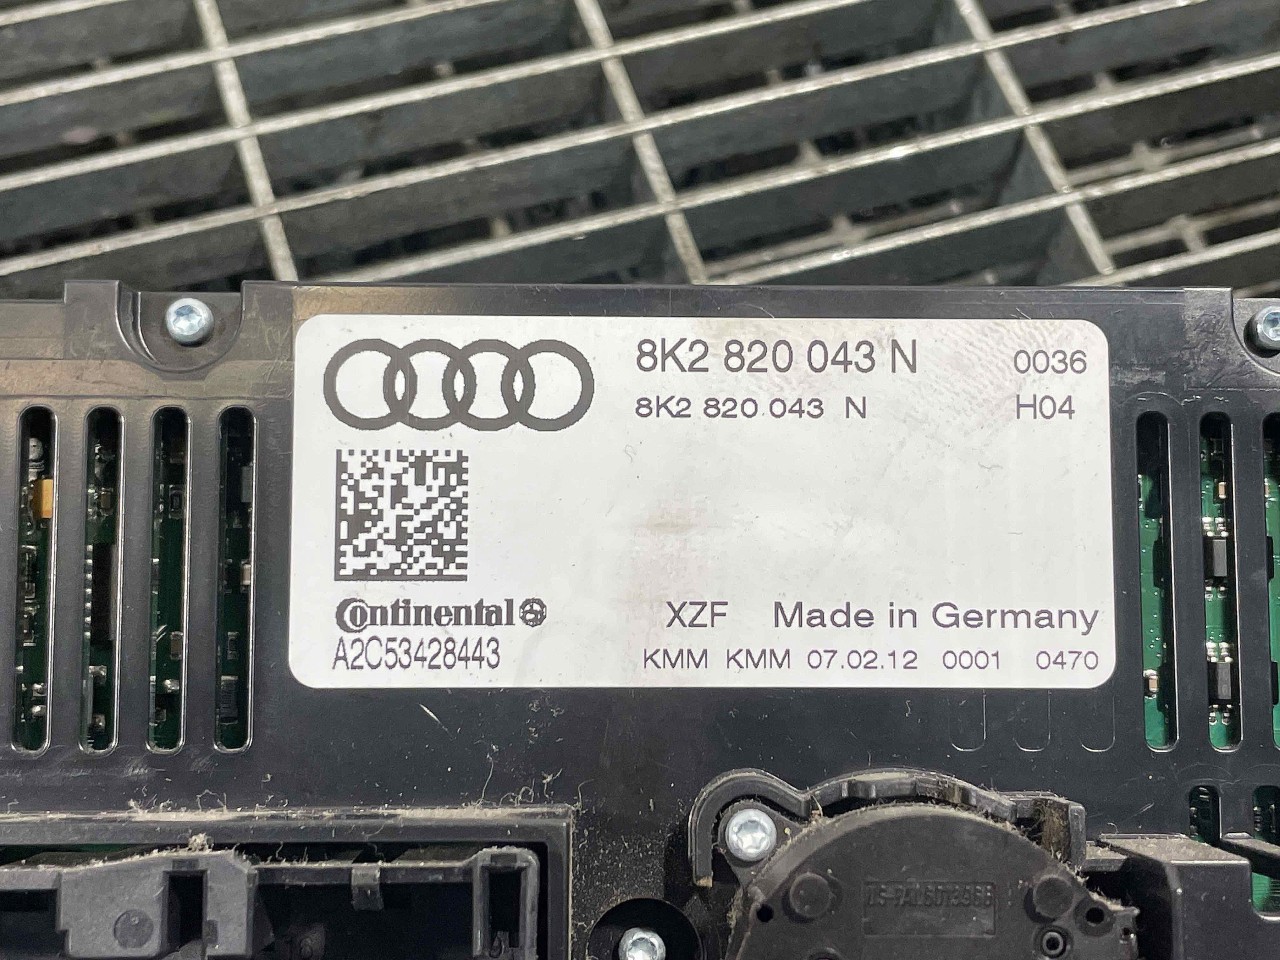 8K2 820 043 N 0036
8K2 820 043 N H04
Continental
A2C53428443
XZF Made in Germany
KMM KMM 07.02.12 0001 0470